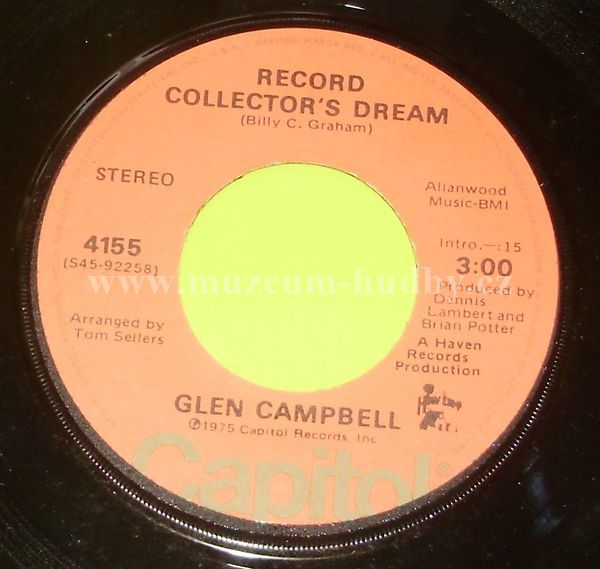 RECORD
COLLECTOR'S DREAM
(Billy C. Graham)
STEREO
Allanwood
Music-BMI
4155
(S45-92258)
Intro.-:15
3:00
www.muzeum-hudby.cz
Produced by
Dennis
Lambert and
Brian Potter
Arranged by
Tom Sellers
A Haven
Records
Production
GLEN CAMPBELL
℗1975 Capitol Records, Inc.
Capitol®